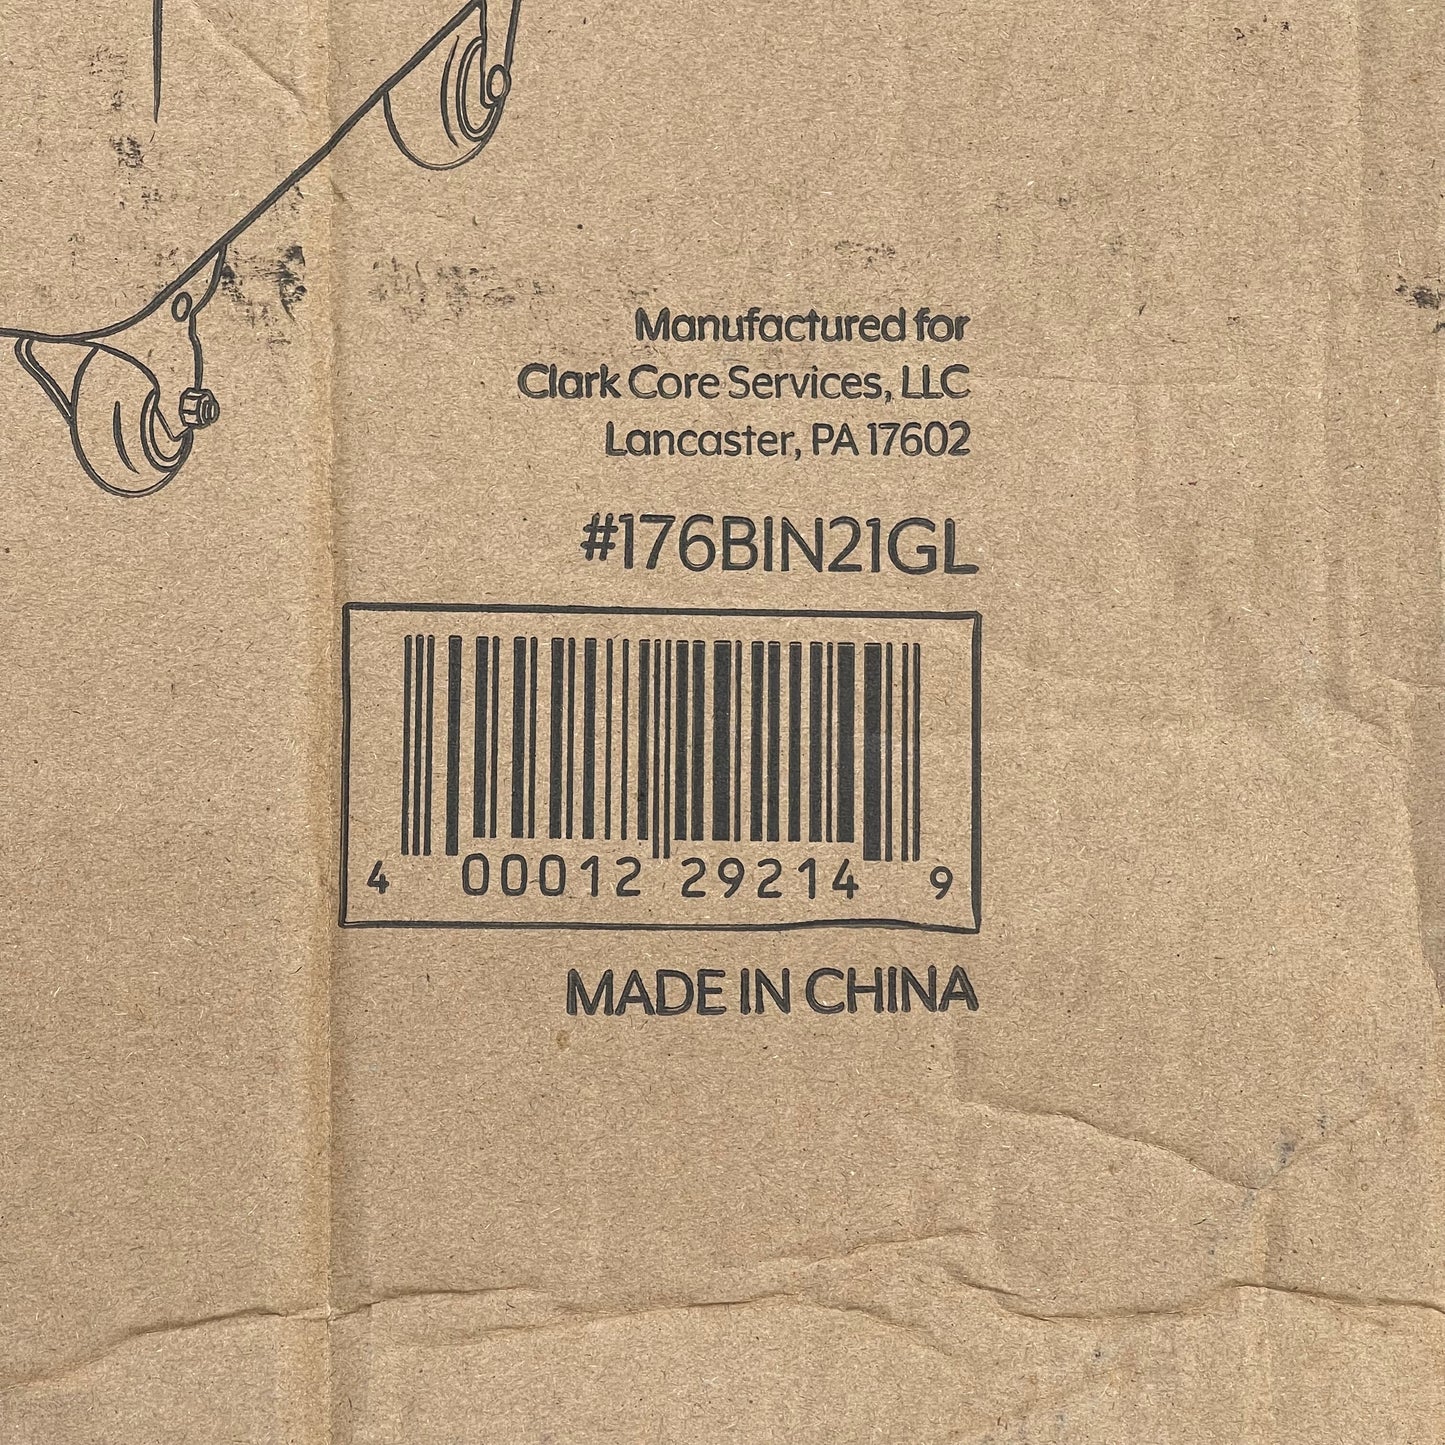 Manufactured for
Clark Core Services, LLC
Lancaster, PA 17602
#176BIN21GL
4 00012 29214 9
MADE IN CHINA